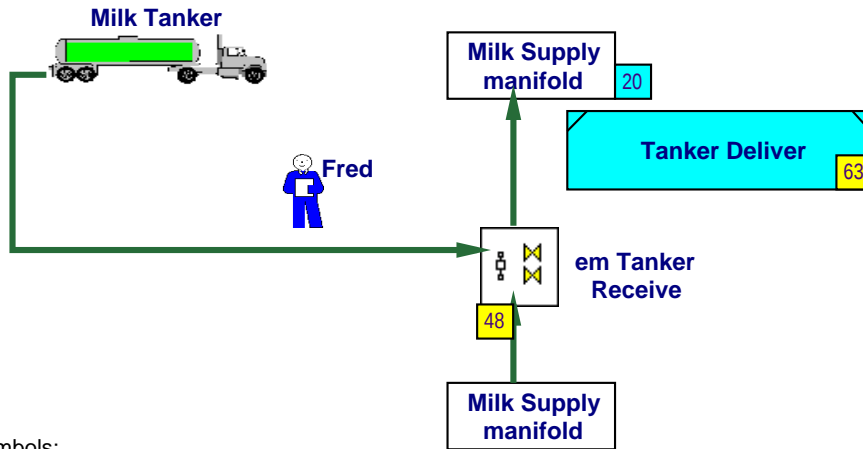 Milk Tanker
Milk Supply
manifold
20
Tanker Deliver
63
Fred
em Tanker
Receive
48
Milk Supply
manifold
mbols: